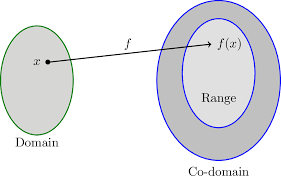 f
x
f(x)
Range
Domain
Co-domain